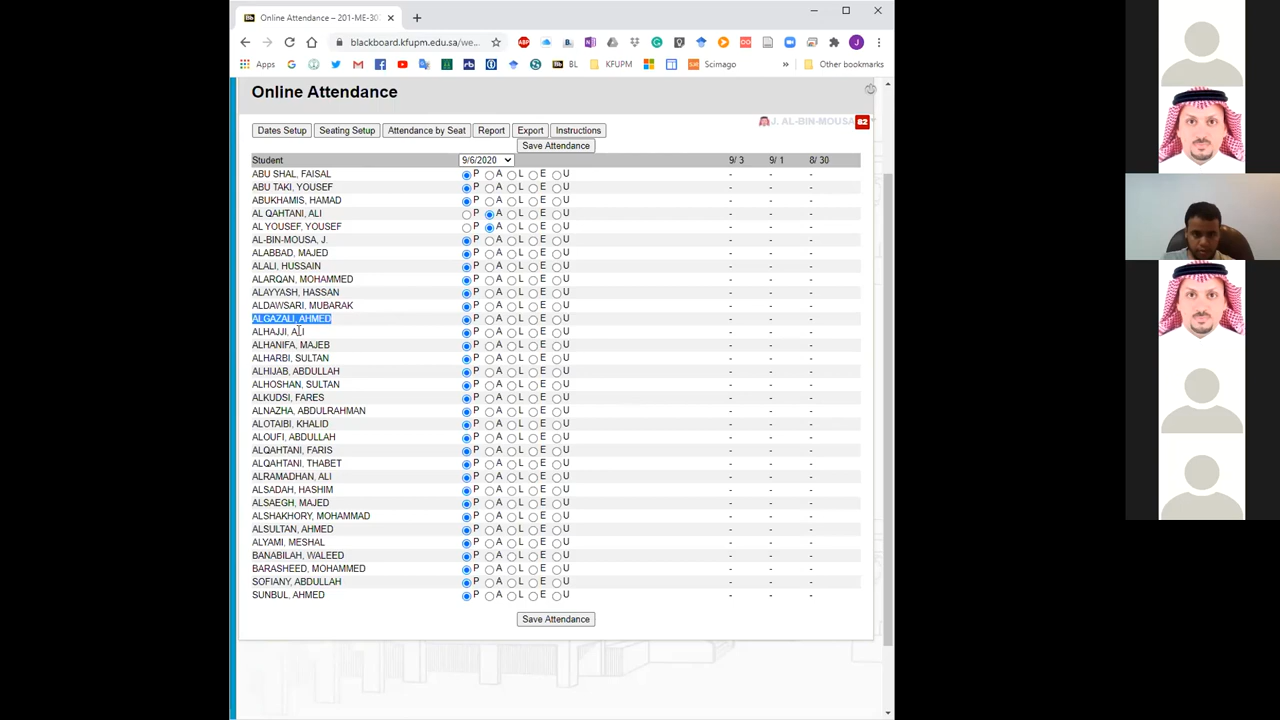 Online Attendance – 201-ME-30
blackboard.kfupm.edu.sa/we...
Apps BL KFUPM Scimago » Other bookmarks
Online Attendance
J. AL-BIN-MOUSA 82
Dates Setup Seating Setup Attendance by Seat Report Export Instructions
Save Attendance
Student 9/6/2020 9/ 3 9/ 1 8/ 30
ABU SHAL, FAISAL P A L E U - - -
ABU TAKI, YOUSEF P A L E U - - -
ABUKHAMIS, HAMAD P A L E U - - -
AL QAHTANI, ALI P A L E U - - -
AL YOUSEF, YOUSEF P A L E U - - -
AL-BIN-MOUSA, J. P A L E U - - -
ALABBAD, MAJED P A L E U - - -
ALALI, HUSSAIN P A L E U - - -
ALARQAN, MOHAMMED P A L E U - - -
ALAYYASH, HASSAN P A L E U - - -
ALDAWSARI, MUBARAK P A L E U - - -
ALGAZALI, AHMED P A L E U - - -
ALHAJJI, ALI P A L E U - - -
ALHANIFA, MAJEB P A L E U - - -
ALHARBI, SULTAN P A L E U - - -
ALHIJAB, ABDULLAH P A L E U - - -
ALHOSHAN, SULTAN P A L E U - - -
ALKUDSI, FARES P A L E U - - -
ALNAZHA, ABDULRAHMAN P A L E U - - -
ALOTAIBI, KHALID P A L E U - - -
ALOUFI, ABDULLAH P A L E U - - -
ALQAHTANI, FARIS P A L E U - - -
ALQAHTANI, THABET P A L E U - - -
ALRAMADHAN, ALI P A L E U - - -
ALSADAH, HASHIM P A L E U - - -
ALSAEGH, MAJED P A L E U - - -
ALSHAKHORY, MOHAMMAD P A L E U - - -
ALSULTAN, AHMED P A L E U - - -
ALYAMI, MESHAL P A L E U - - -
BANABILAH, WALEED P A L E U - - -
BARASHEED, MOHAMMED P A L E U - - -
SOFIANY, ABDULLAH P A L E U - - -
SUNBUL, AHMED P A L E U - - -
Save Attendance